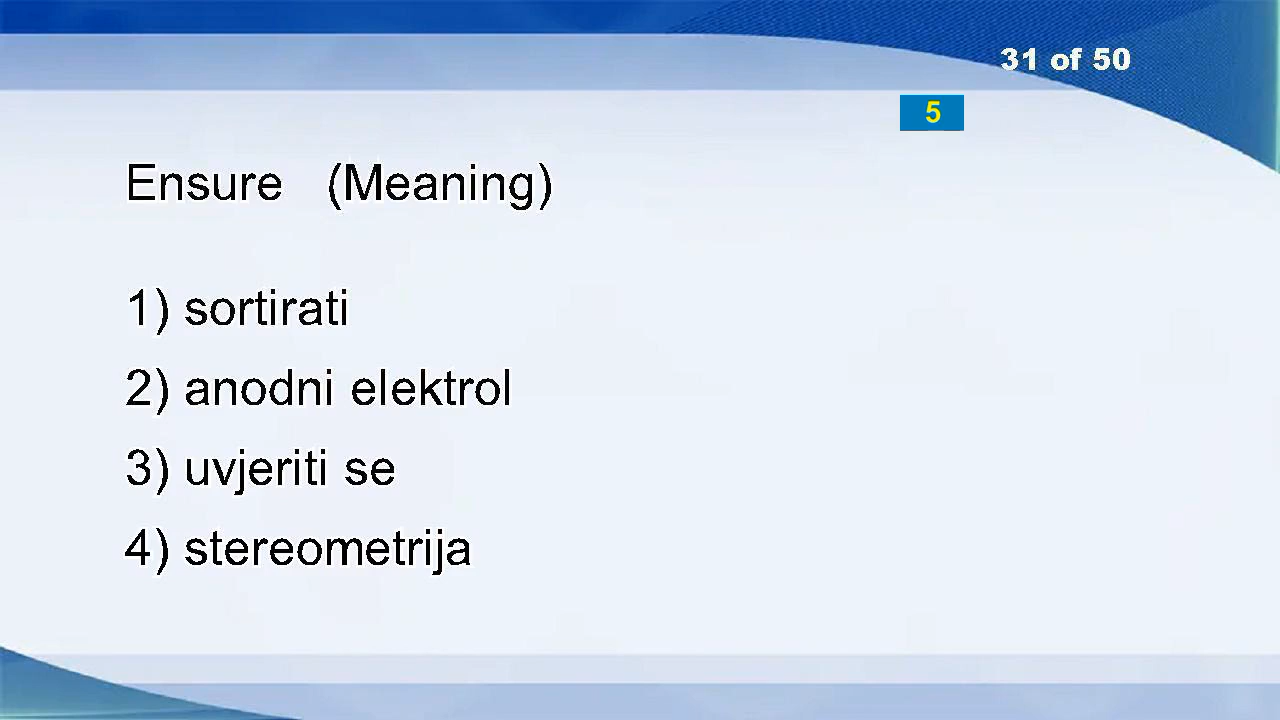 31 of 50
5
Ensure (Meaning)
1) sortirati
2) anodni elektrol
3) uvjeriti se
4) stereometrija